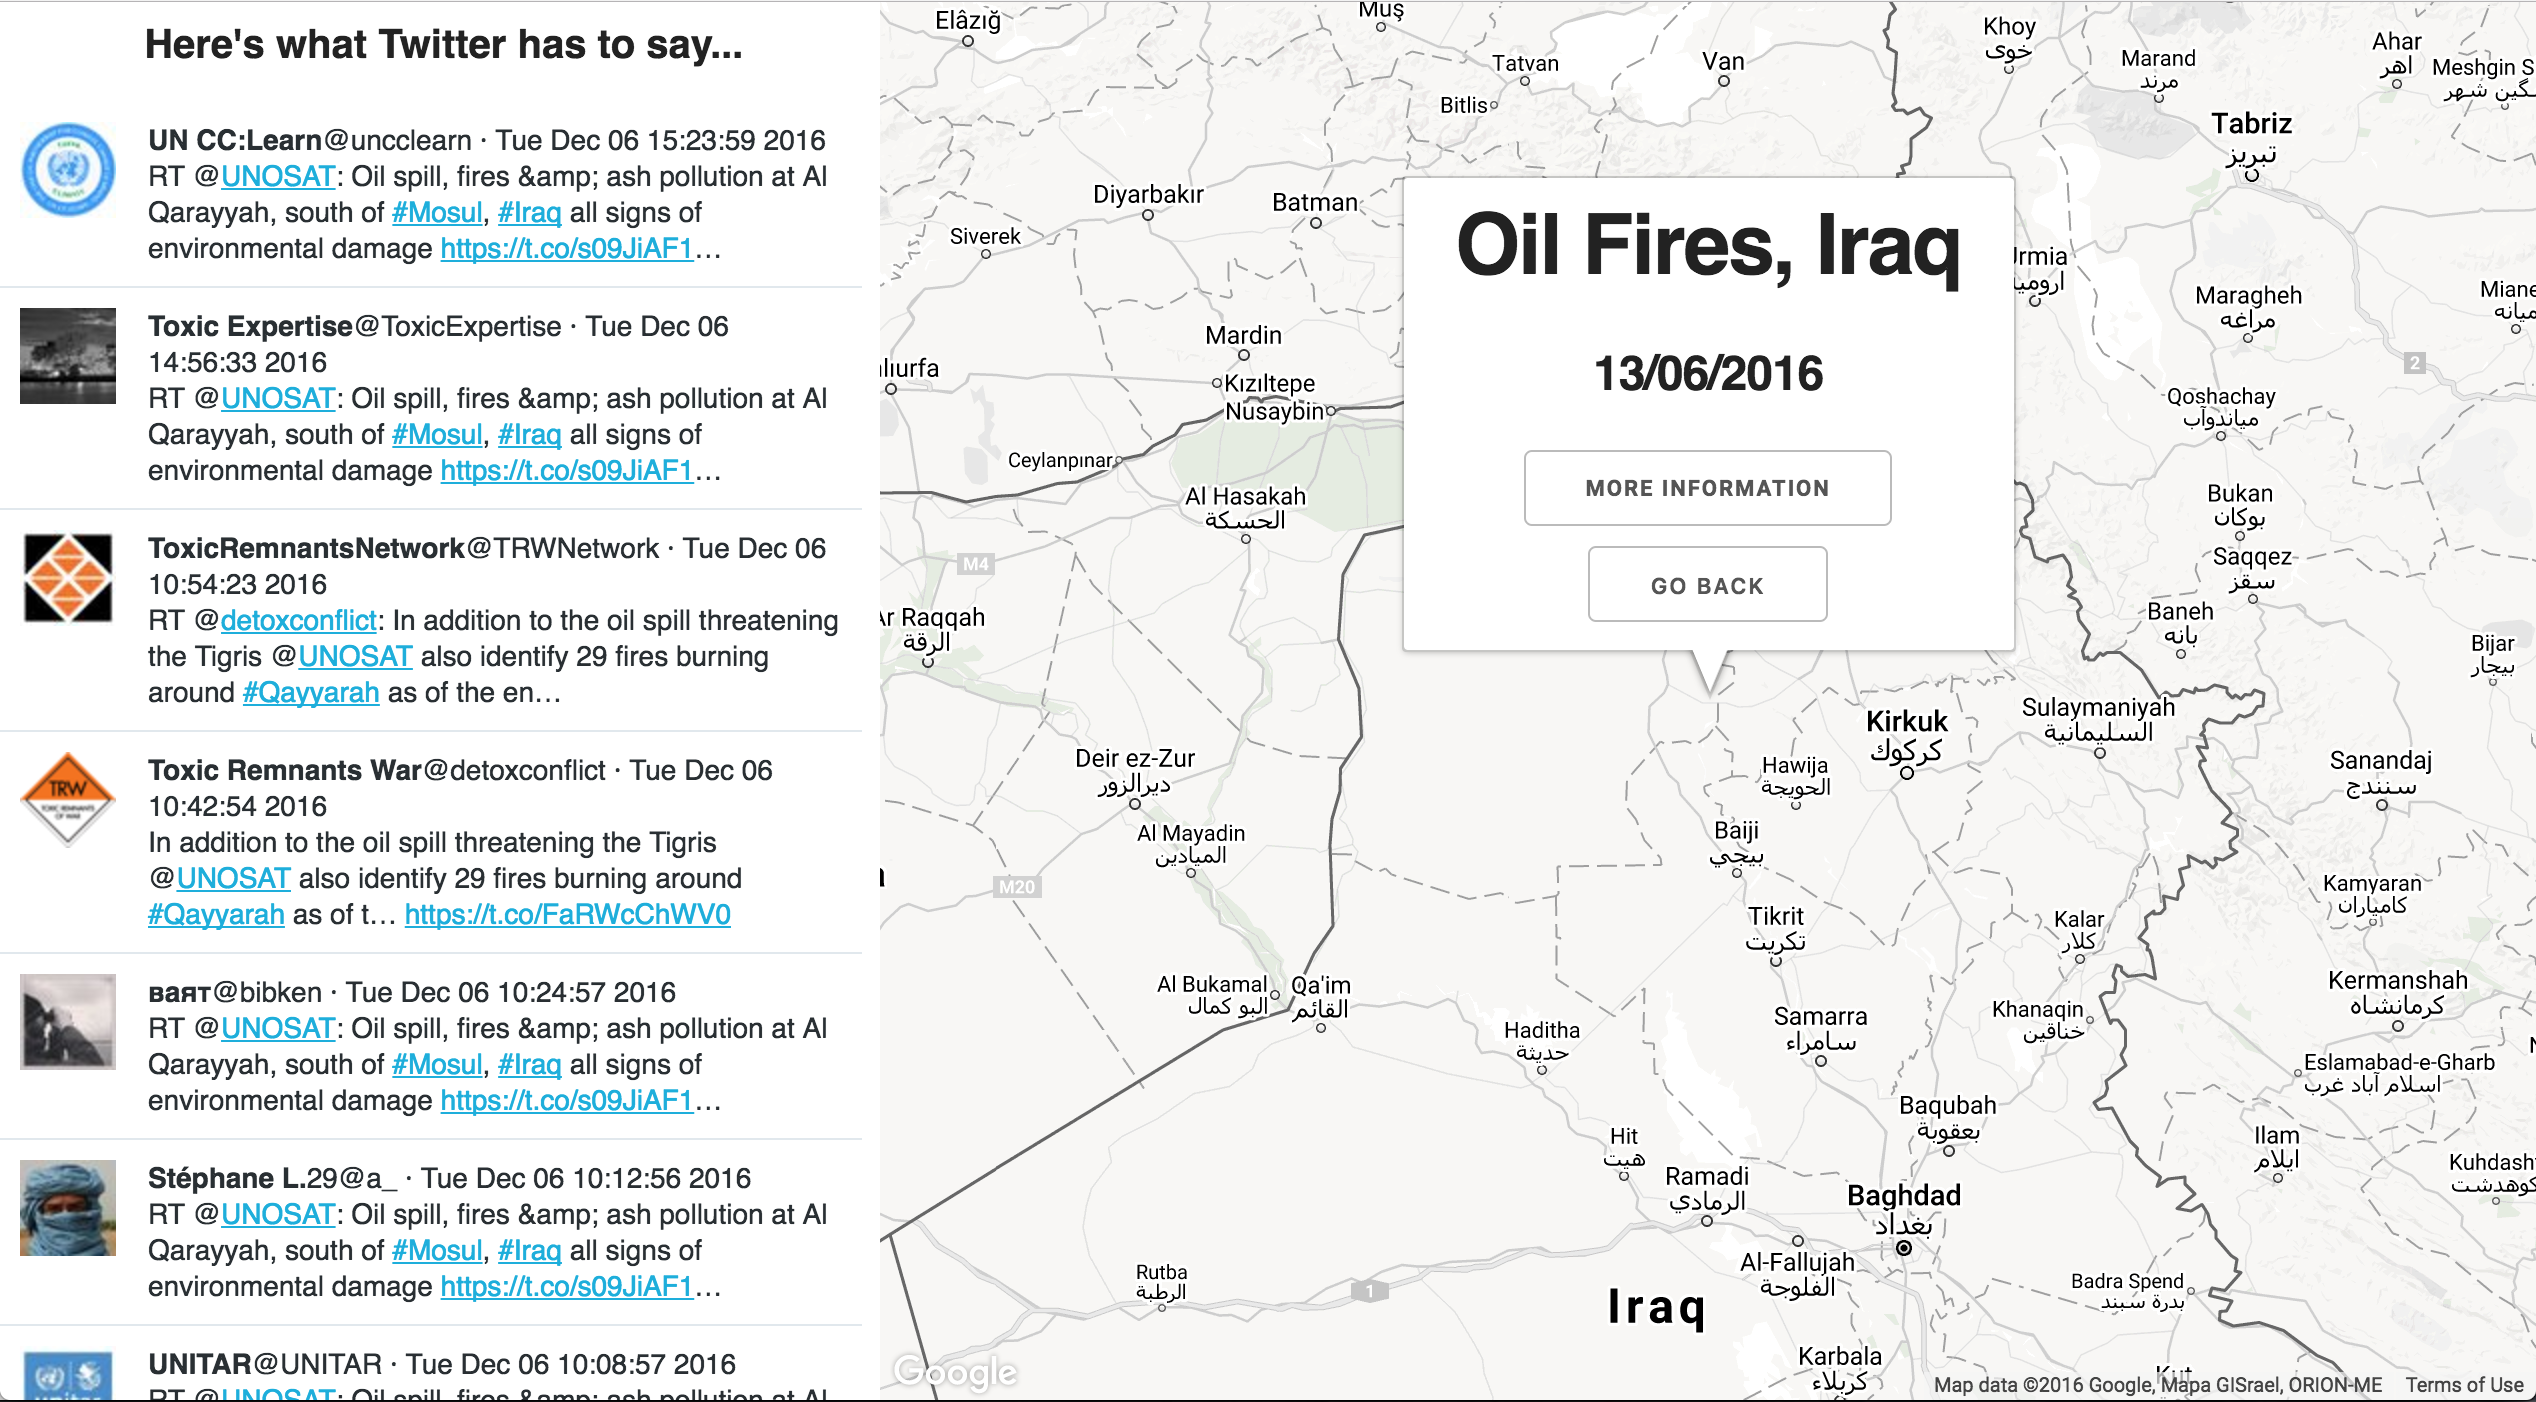 Here's what Twitter has to say...
UN CC:Learn@uncclearn · Tue Dec 06 15:23:59 2016
RT @UNOSAT: Oil spill, fires &amp; ash pollution at Al
Qarayyah, south of #Mosul, #Iraq all signs of
environmental damage https://t.co/s09JiAF1…
Toxic Expertise@ToxicExpertise · Tue Dec 06
14:56:33 2016
RT @UNOSAT: Oil spill, fires &amp; ash pollution at Al
Qarayyah, south of #Mosul, #Iraq all signs of
environmental damage https://t.co/s09JiAF1…
ToxicRemnantsNetwork@TRWNetwork · Tue Dec 06
10:54:23 2016
RT @detoxconflict: In addition to the oil spill threatening
the Tigris @UNOSAT also identify 29 fires burning
around #Qayyarah as of the en…
TRW
Toxic Remnants War@detoxconflict · Tue Dec 06
10:42:54 2016
In addition to the oil spill threatening the Tigris
@UNOSAT also identify 29 fires burning around
#Qayyarah as of t… https://t.co/FaRWcChWV0
вaят@bibken · Tue Dec 06 10:24:57 2016
RT @UNOSAT: Oil spill, fires &amp; ash pollution at Al
Qarayyah, south of #Mosul, #Iraq all signs of
environmental damage https://t.co/s09JiAF1…
Stéphane L.29@a_ · Tue Dec 06 10:12:56 2016
RT @UNOSAT: Oil spill, fires &amp; ash pollution at Al
Qarayyah, south of #Mosul, #Iraq all signs of
environmental damage https://t.co/s09JiAF1…
UNITAR@UNITAR · Tue Dec 06 10:08:57 2016
RT @UNOSAT: Oil spill, fires &amp; ash pollution at Al
Oil Fires, Iraq
13/06/2016
MORE INFORMATION
GO BACK
Elâzığ
Muş
Tatvan
Van
Bitlis
Khoy
خوی
Marand
مرند
Ahar
اهر
Meshgin S
Tabriz
تبریز
Diyarbakır
Batman
Siverek
Maragheh
مراغه
Mardin
Kızıltepe
Nusaybin
Ceylanpınar
Qoshachay
میاندوآب
Al Hasakah
الحسكة
Bukan
بوکان
Saqqez
سقز
M4
2
Ar Raqqah
الرقة
Baneh
بانه
Bijar
بیجار
Kirkuk
كركوك
Sulaymaniyah
السليمانية
Deir ez-Zur
ديرالزور
Hawija
الحويجة
Sanandaj
سنندج
Al Mayadin
الميادين
Baiji
بيجي
M20
Kamyaran
کامیاران
Tikrit
تكريت
Kalar
كلار
Al Bukamal
البو كمال
Qa'im
القائم
Kermanshah
کرمانشاه
Haditha
حديثة
Samarra
سامراء
Khanaqin
خناقين
Eslamabad-e-Gharb
اسلام آباد غرب
Baqubah
بعقوبة
Hit
هيت
Ilam
ایلام
Ramadi
الرمادي
Baghdad
بغداد
Al-Fallujah
الفلوجة
Rutba
الرطبة
1
Badra Spend
بدرة سبند
Iraq
Karbala
كربلاء
Kut
Google
Map data ©2016 Google, Mapa GISrael, ORION-ME Terms of Use